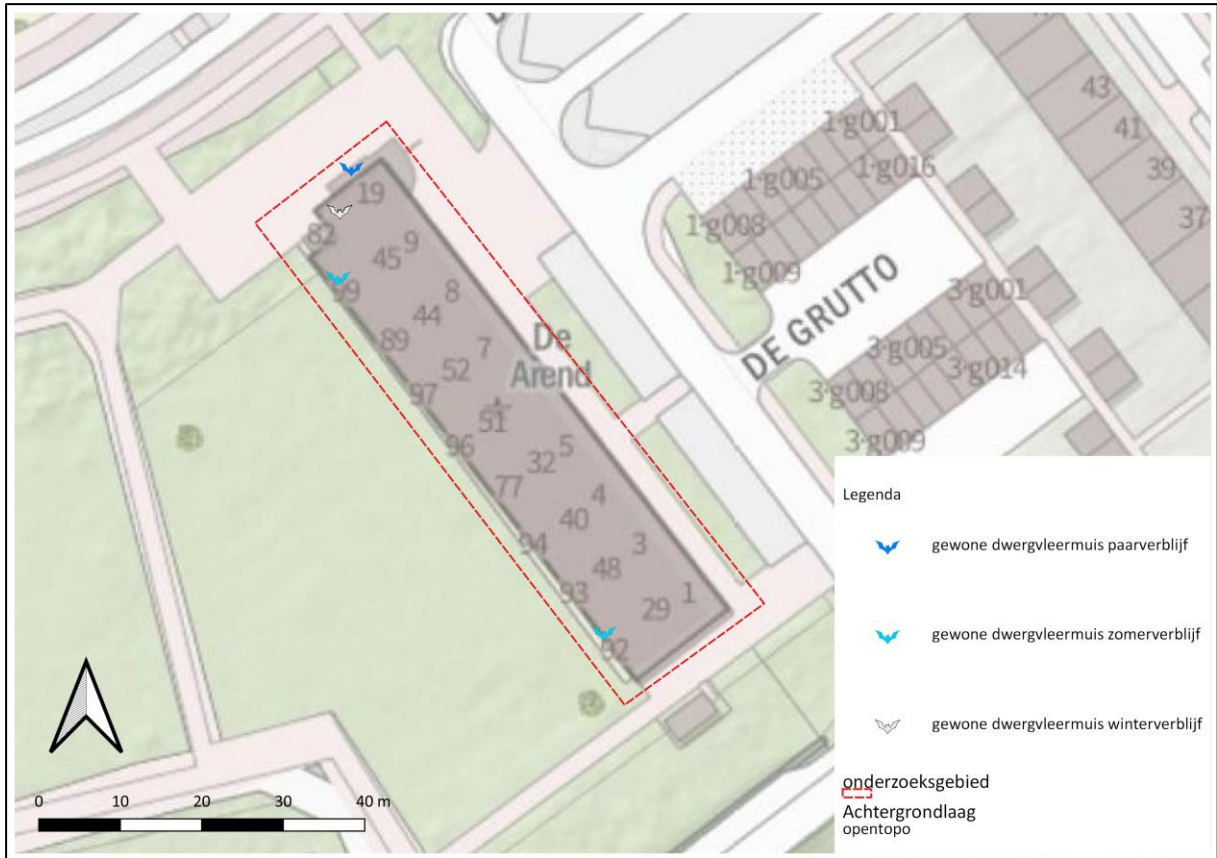 43
41
39
37
1-g001
1-g016
1-g005
1-g008
1-g009
DE GRUTTO
3-g001
3-g005
3-g014
3-g008
3-g009
19
82
9
45
99
8
44
89
7
De
Arend
52
97
51
96
5
32
77
4
40
94
3
48
93
1
29
92
Legenda
gewone dwergvleermuis paarverblijf
gewone dwergvleermuis zomerverblijf
gewone dwergvleermuis winterverblijf
onderzoeksgebied
Achtergrondlaag
opentopo
0 10 20 30 40 m